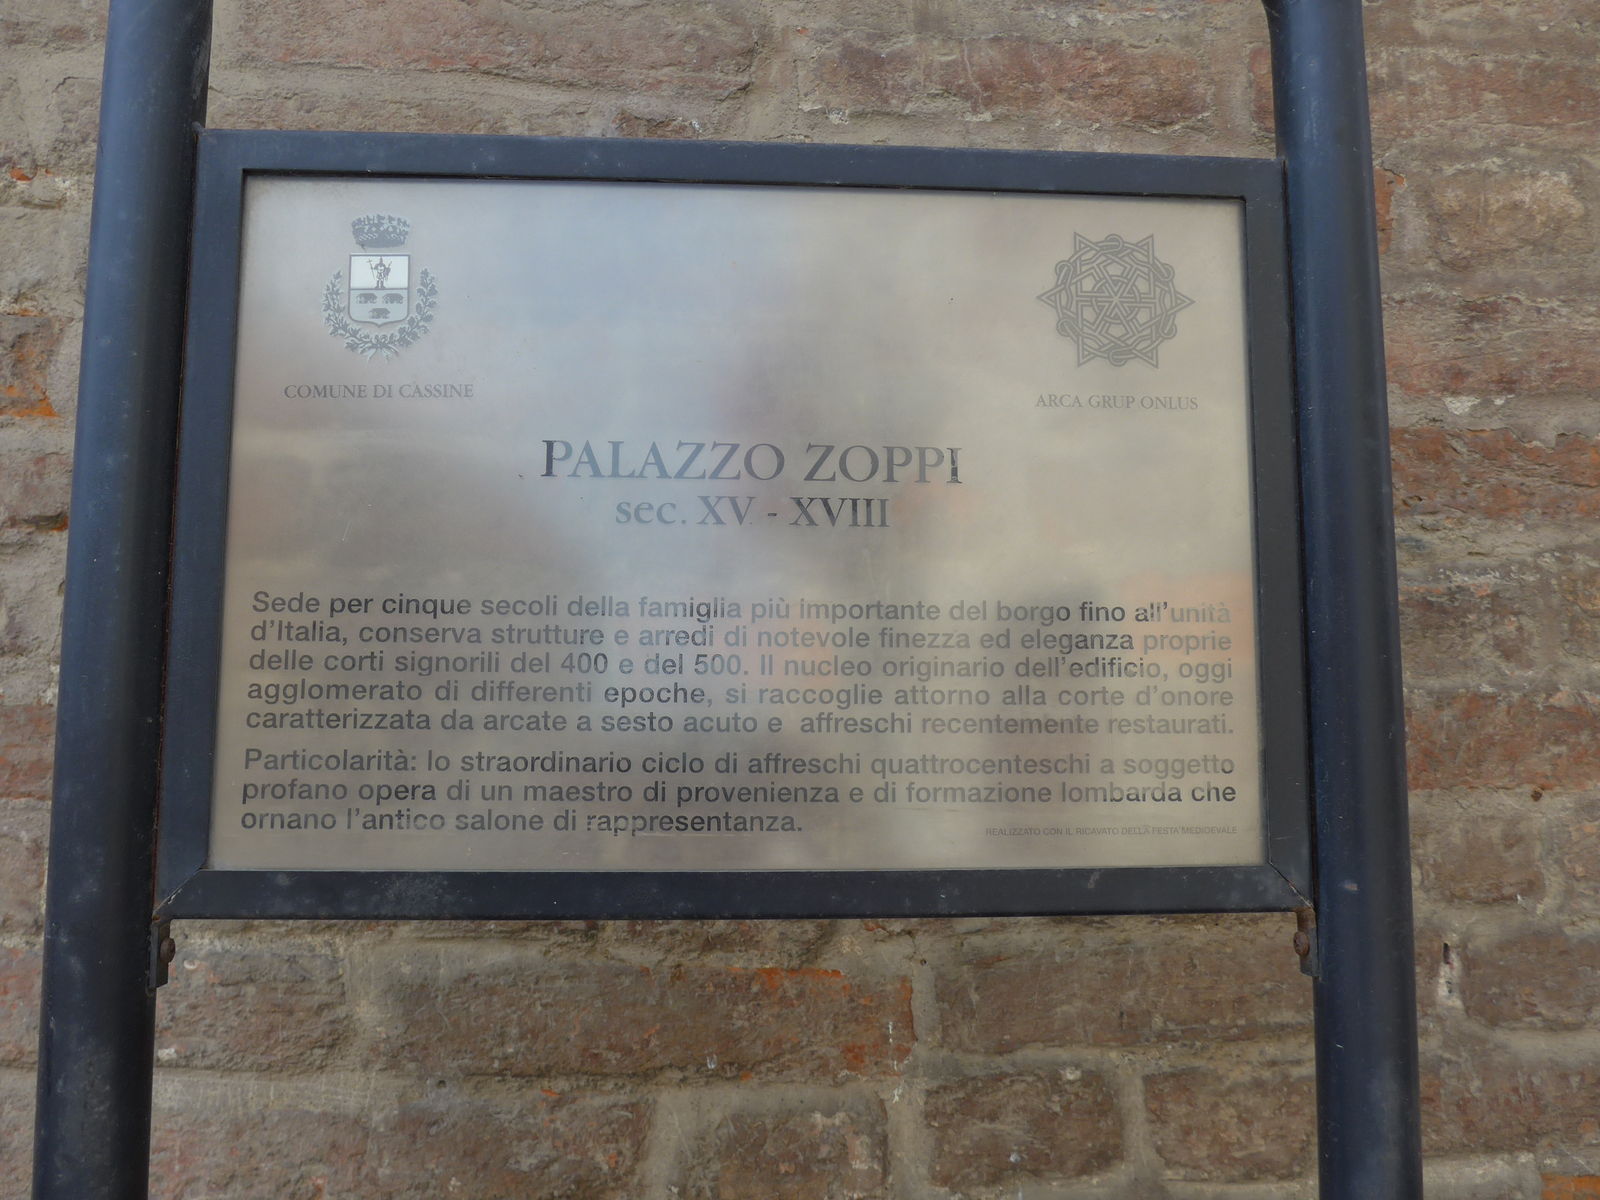 COMUNE DI CASSINE
ARCA GRUP ONLUS
PALAZZO ZOPPI
sec. XV - XVIII
Sede per cinque secoli della famiglia più importante del borgo fino all'unità
d'Italia, conserva strutture e arredi di notevole finezza ed eleganza proprie
delle corti signorili del 400 e del 500. Il nucleo originario dell'edificio, oggi
agglomerato di differenti epoche, si raccoglie attorno alla corte d'onore
caratterizzata da arcate a sesto acuto e affreschi recentemente restaurati.
Particolarità: lo straordinario ciclo di affreschi quattrocenteschi a soggetto
profano opera di un maestro di provenienza e di formazione lombarda che
ornano l'antico salone di rappresentanza.
REALIZZATO CON IL RICAVATO DELLA FESTA MEDIOEVALE